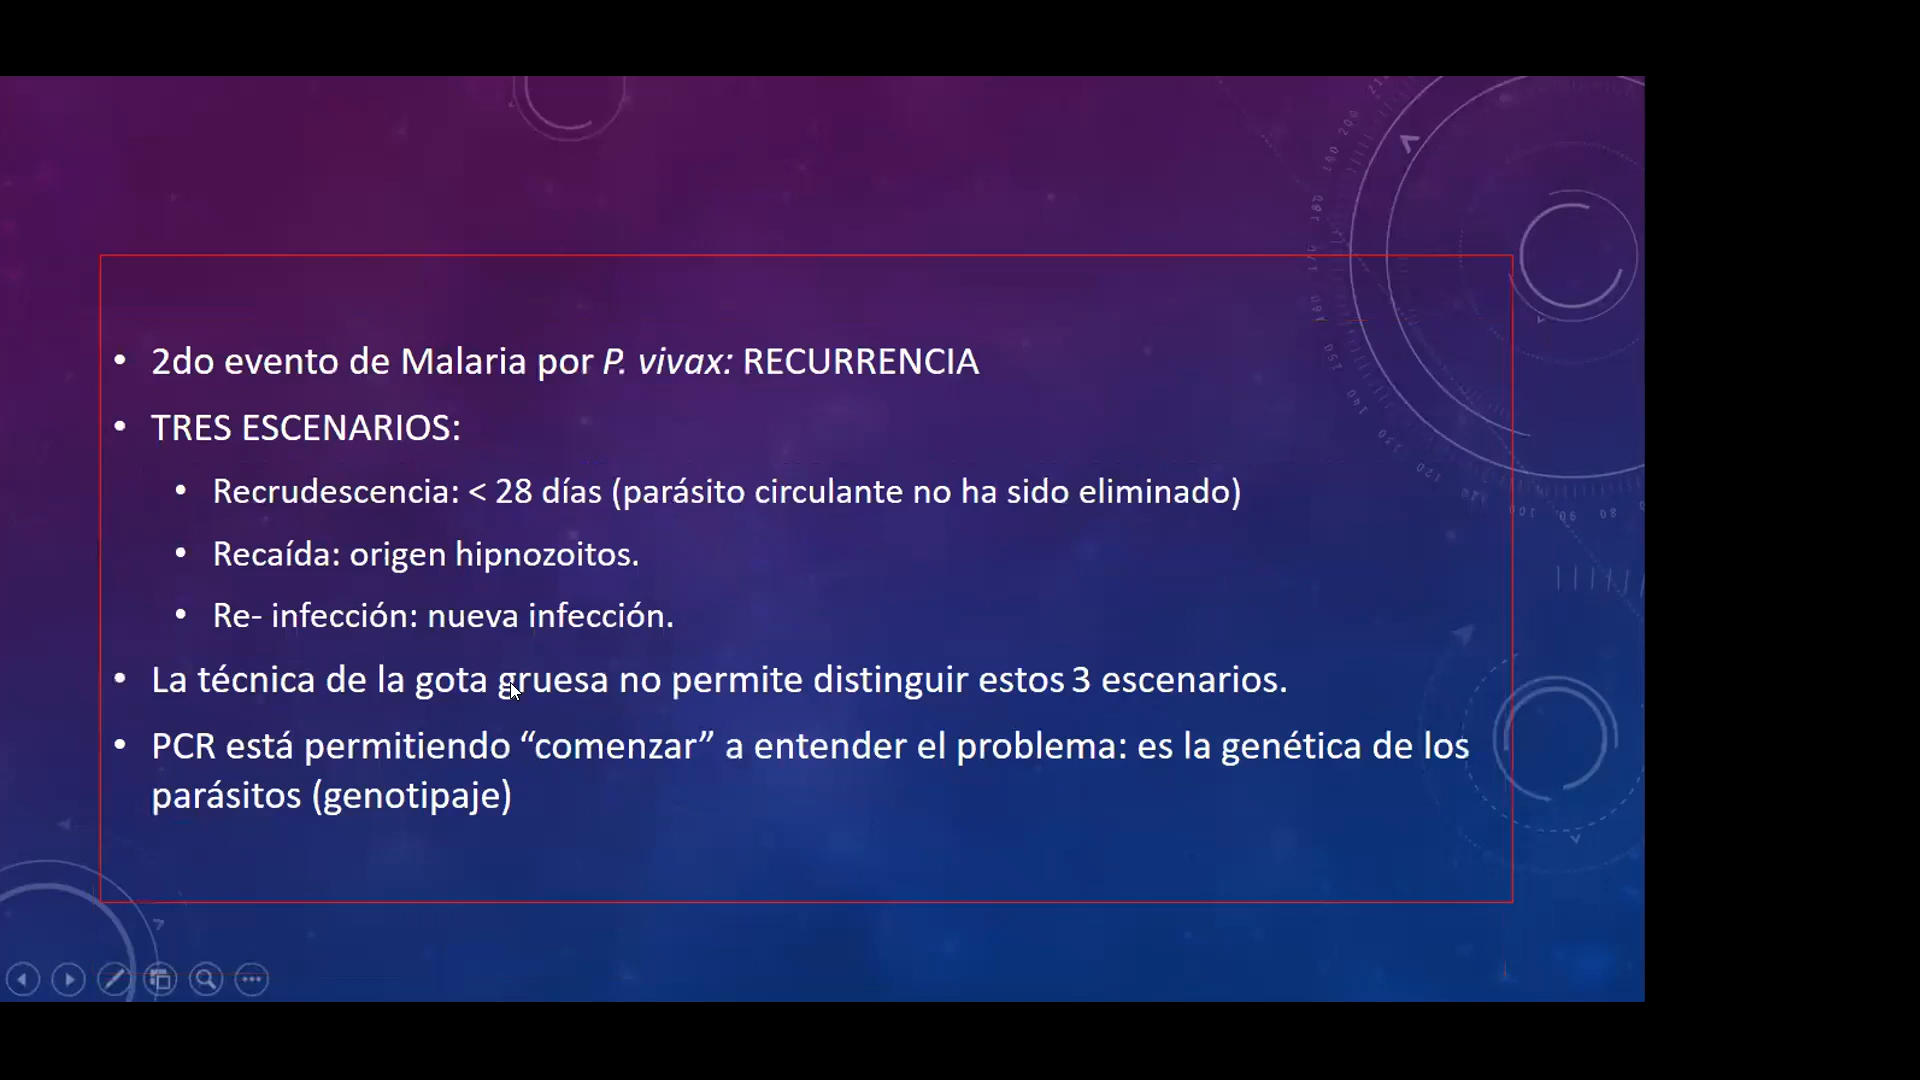 2do evento de Malaria por P. vivax: RECURRENCIA
TRES ESCENARIOS:
Recrudescencia: < 28 días (parásito circulante no ha sido eliminado)
Recaída: origen hipnozoitos.
Re- infección: nueva infección.
La técnica de la gota gruesa no permite distinguir estos 3 escenarios.
PCR está permitiendo “comenzar” a entender el problema: es la genética de los
parásitos (genotipaje)